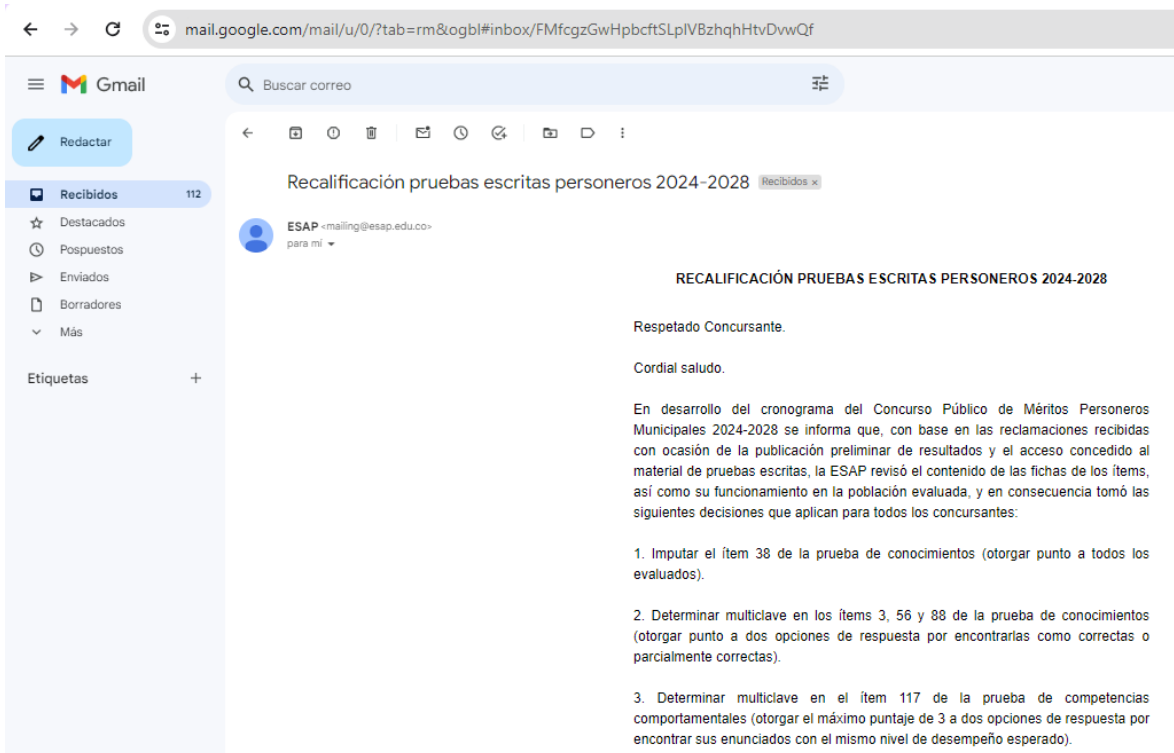 mail.google.com/mail/u/0/?tab=rm&ogbl#inbox/FMfcgzGwHpbcftSLplVBzhqhHtvDvwQf
Gmail
Buscar correo
Redactar
Recibidos 112
Destacados
Pospuestos
Enviados
Borradores
Más
Etiquetas
Recalificación pruebas escritas personeros 2024-2028 Recibidos x
ESAP <mailing@esap.edu.co>
para mí
RECALIFICACIÓN PRUEBAS ESCRITAS PERSONEROS 2024-2028
Respetado Concursante.
Cordial saludo.
En desarrollo del cronograma del Concurso Público de Méritos Personeros
Municipales 2024-2028 se informa que, con base en las reclamaciones recibidas
con ocasión de la publicación preliminar de resultados y el acceso concedido al
material de pruebas escritas, la ESAP revisó el contenido de las fichas de los ítems,
así como su funcionamiento en la población evaluada, y en consecuencia tomó las
siguientes decisiones que aplican para todos los concursantes:
1. Imputar el ítem 38 de la prueba de conocimientos (otorgar punto a todos los
evaluados).
2. Determinar multiclave en los ítems 3, 56 y 88 de la prueba de conocimientos
(otorgar punto a dos opciones de respuesta por encontrarlas como correctas o
parcialmente correctas).
3. Determinar multiclave en el ítem 117 de la prueba de competencias
comportamentales (otorgar el máximo puntaje de 3 a dos opciones de respuesta por
encontrar sus enunciados con el mismo nivel de desempeño esperado).